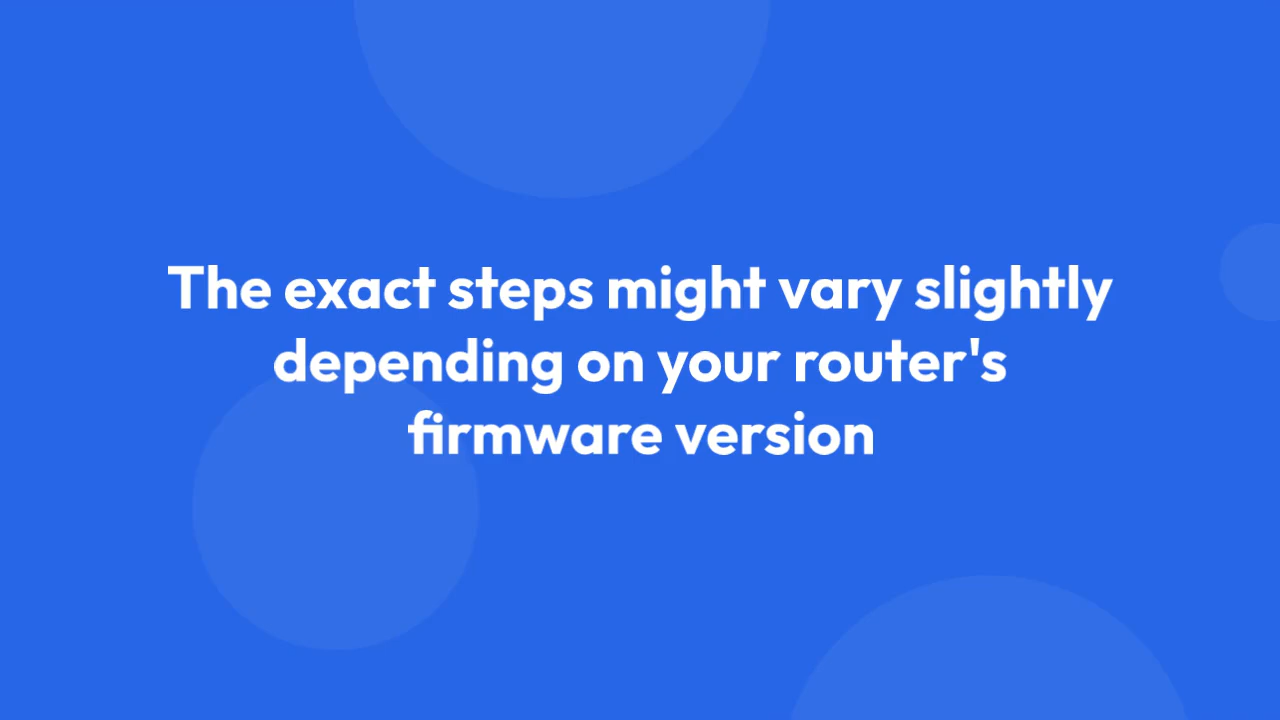 The exact steps might vary slightly
depending on your router's
firmware version